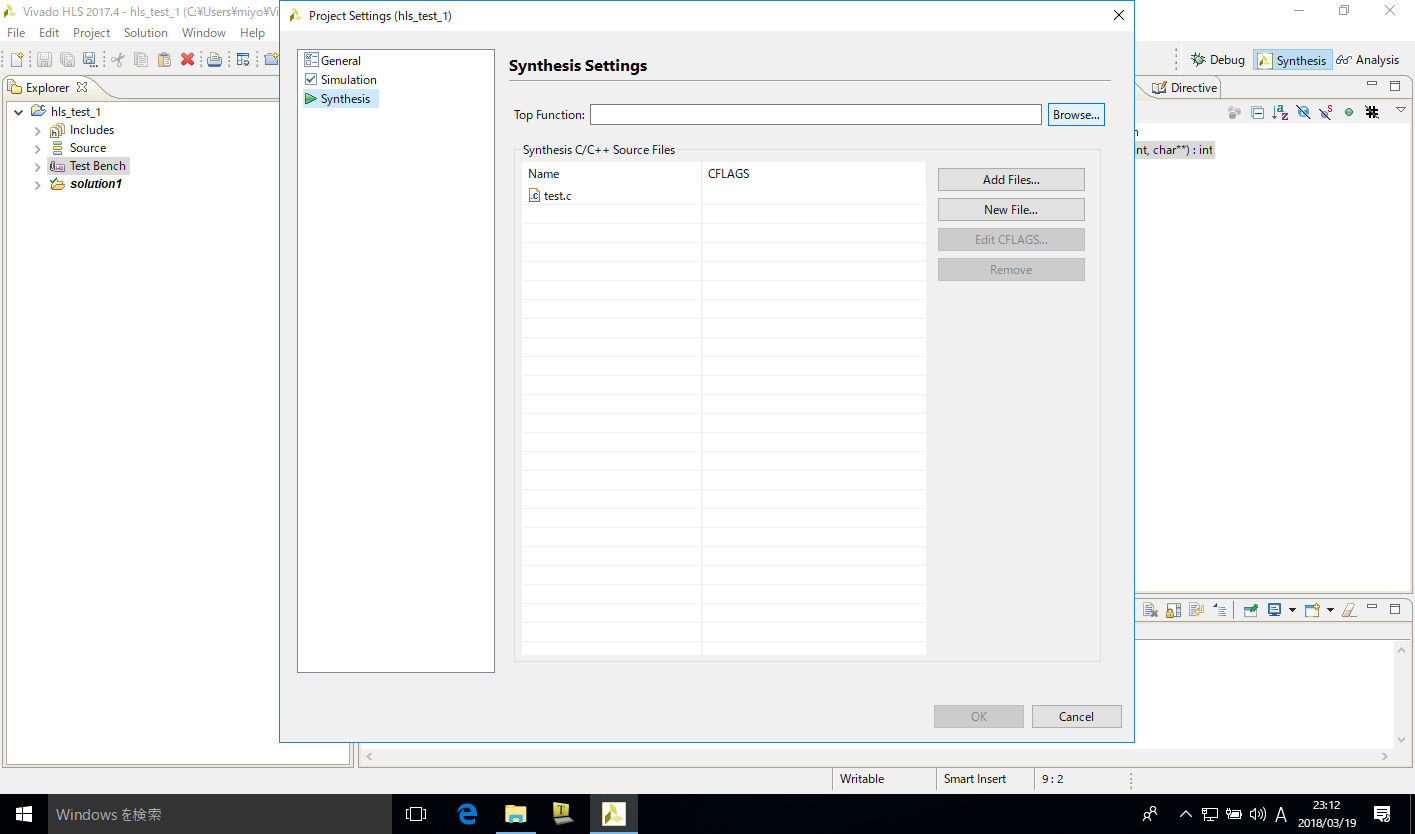 Vivado HLS 2017.4 - hls_test_1 (C:¥Users¥miyo¥Vi
File Edit Project Solution Window Help
Project Settings (hls_test_1)
Debug Synthesis Analysis
Explorer
hls_test_1
Includes
Source
Test Bench
solution1
General
Simulation
Synthesis
Synthesis Settings
Top Function: Browse...
Synthesis C/C++ Source Files
Name CFLAGS
test.c
Add Files...
New File...
Edit CFLAGS...
Remove
OK Cancel
Directive
nt, char**) : int
Writable Smart Insert 9 : 2
Windows を検索
A
23:12
2018/03/19